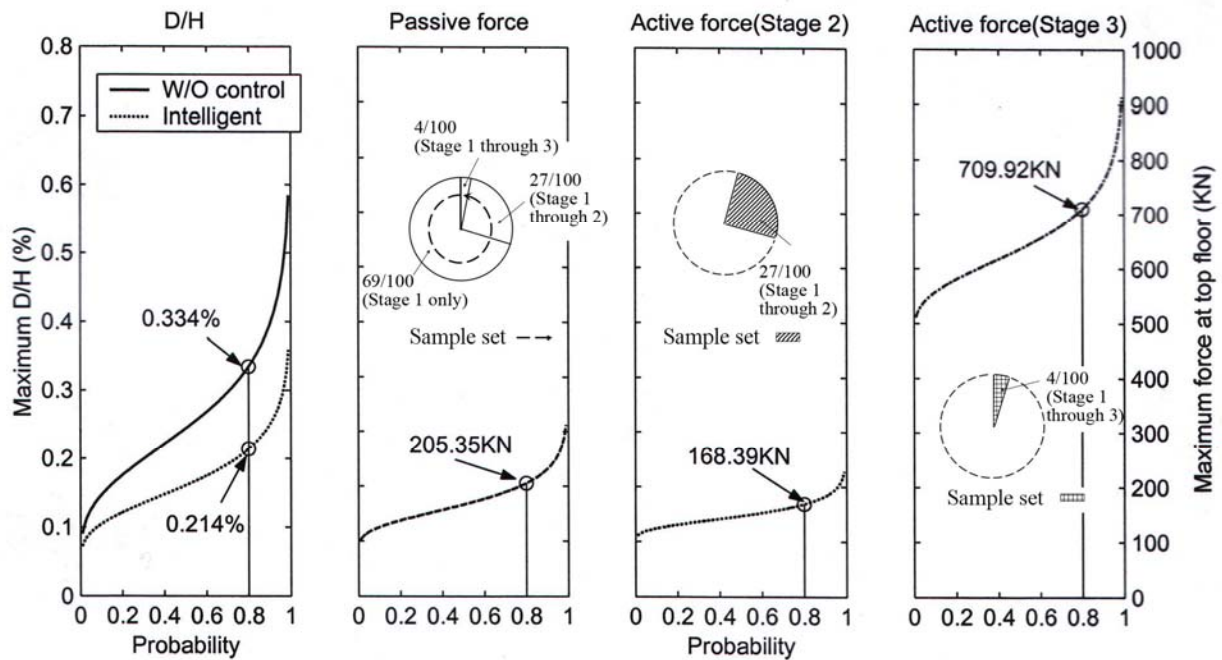 D/H
Passive force
Active force(Stage 2)
Active force(Stage 3)
0.8
0.7
0.6
0.5
0.4
0.3
0.2
0.1
0
Maximum D/H (%)
W/O control
Intelligent
0.334%
0.214%
0 0.2 0.4 0.6 0.8 1
Probability
4/100
(Stage 1 through 3)
27/100
(Stage 1
through 2)
69/100
(Stage 1 only)
Sample set
205.35KN
0 0.2 0.4 0.6 0.8 1
Probability
27/100
(Stage 1
through 2)
Sample set
168.39KN
0 0.2 0.4 0.6 0.8 1
Probability
709.92KN
4/100
(Stage 1
through 3)
Sample set
0 0.2 0.4 0.6 0.8 1
Probability
1000
900
800
700
600
500
400
300
200
100
0
Maximum force at top floor (KN)